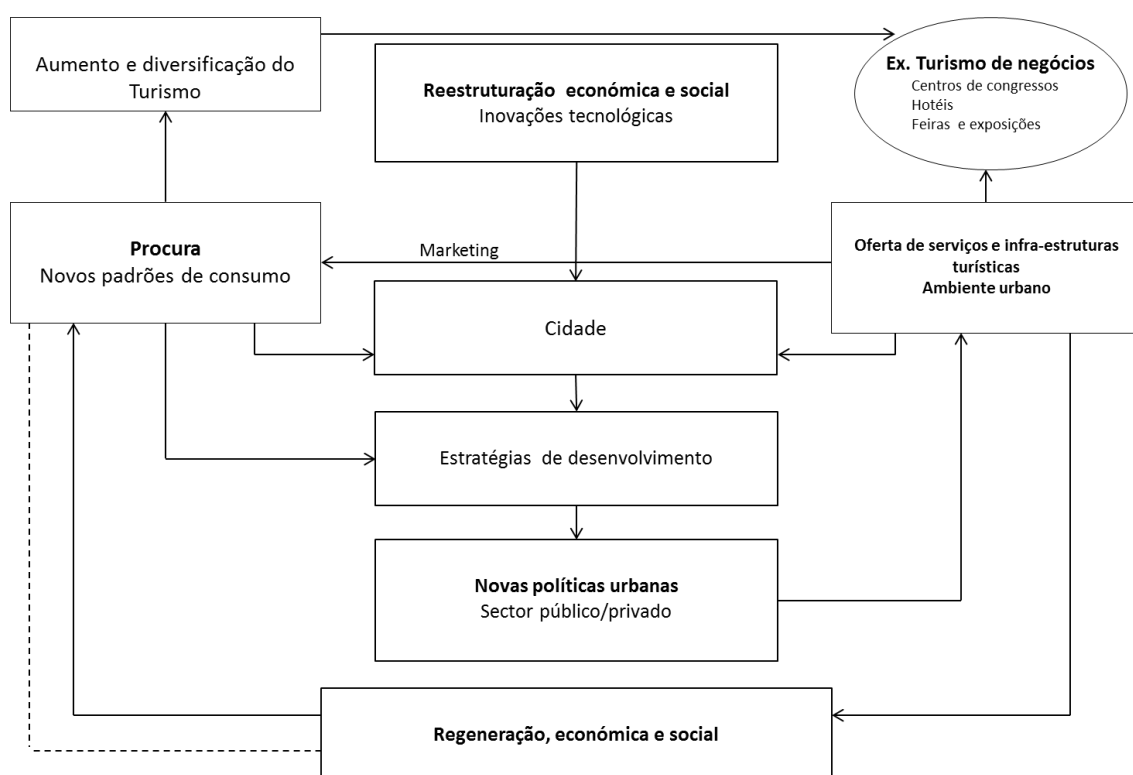 Aumento e diversificação do
Turismo
Reestruturação económica e social
Inovações tecnológicas
Ex. Turismo de negócios
Centros de congressos
Hotéis
Feiras e exposições
Procura
Novos padrões de consumo
Marketing
Oferta de serviços e infra-estruturas
turísticas
Ambiente urbano
Cidade
Estratégias de desenvolvimento
Novas políticas urbanas
Sector público/privado
Regeneração, económica e social